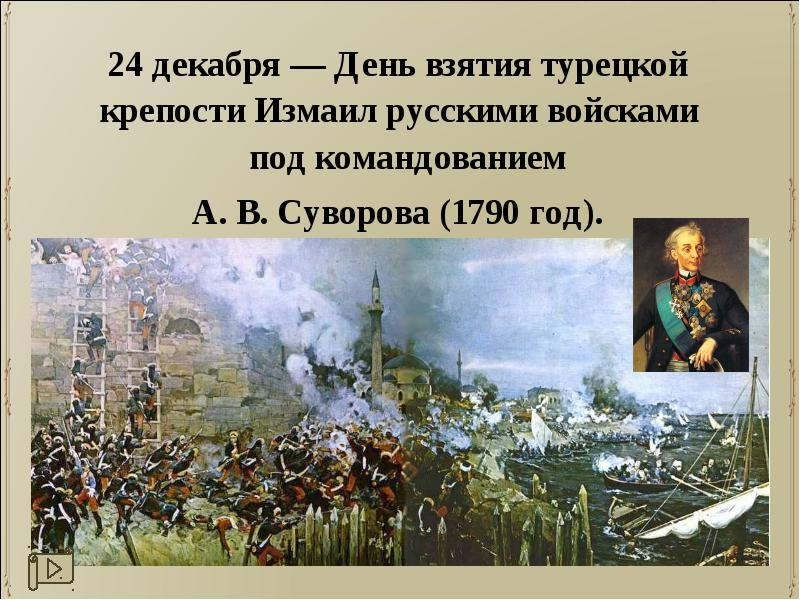 24 декабря — День взятия турецкой
крепости Измаил русскими войсками
под командованием
А. В. Суворова (1790 год).